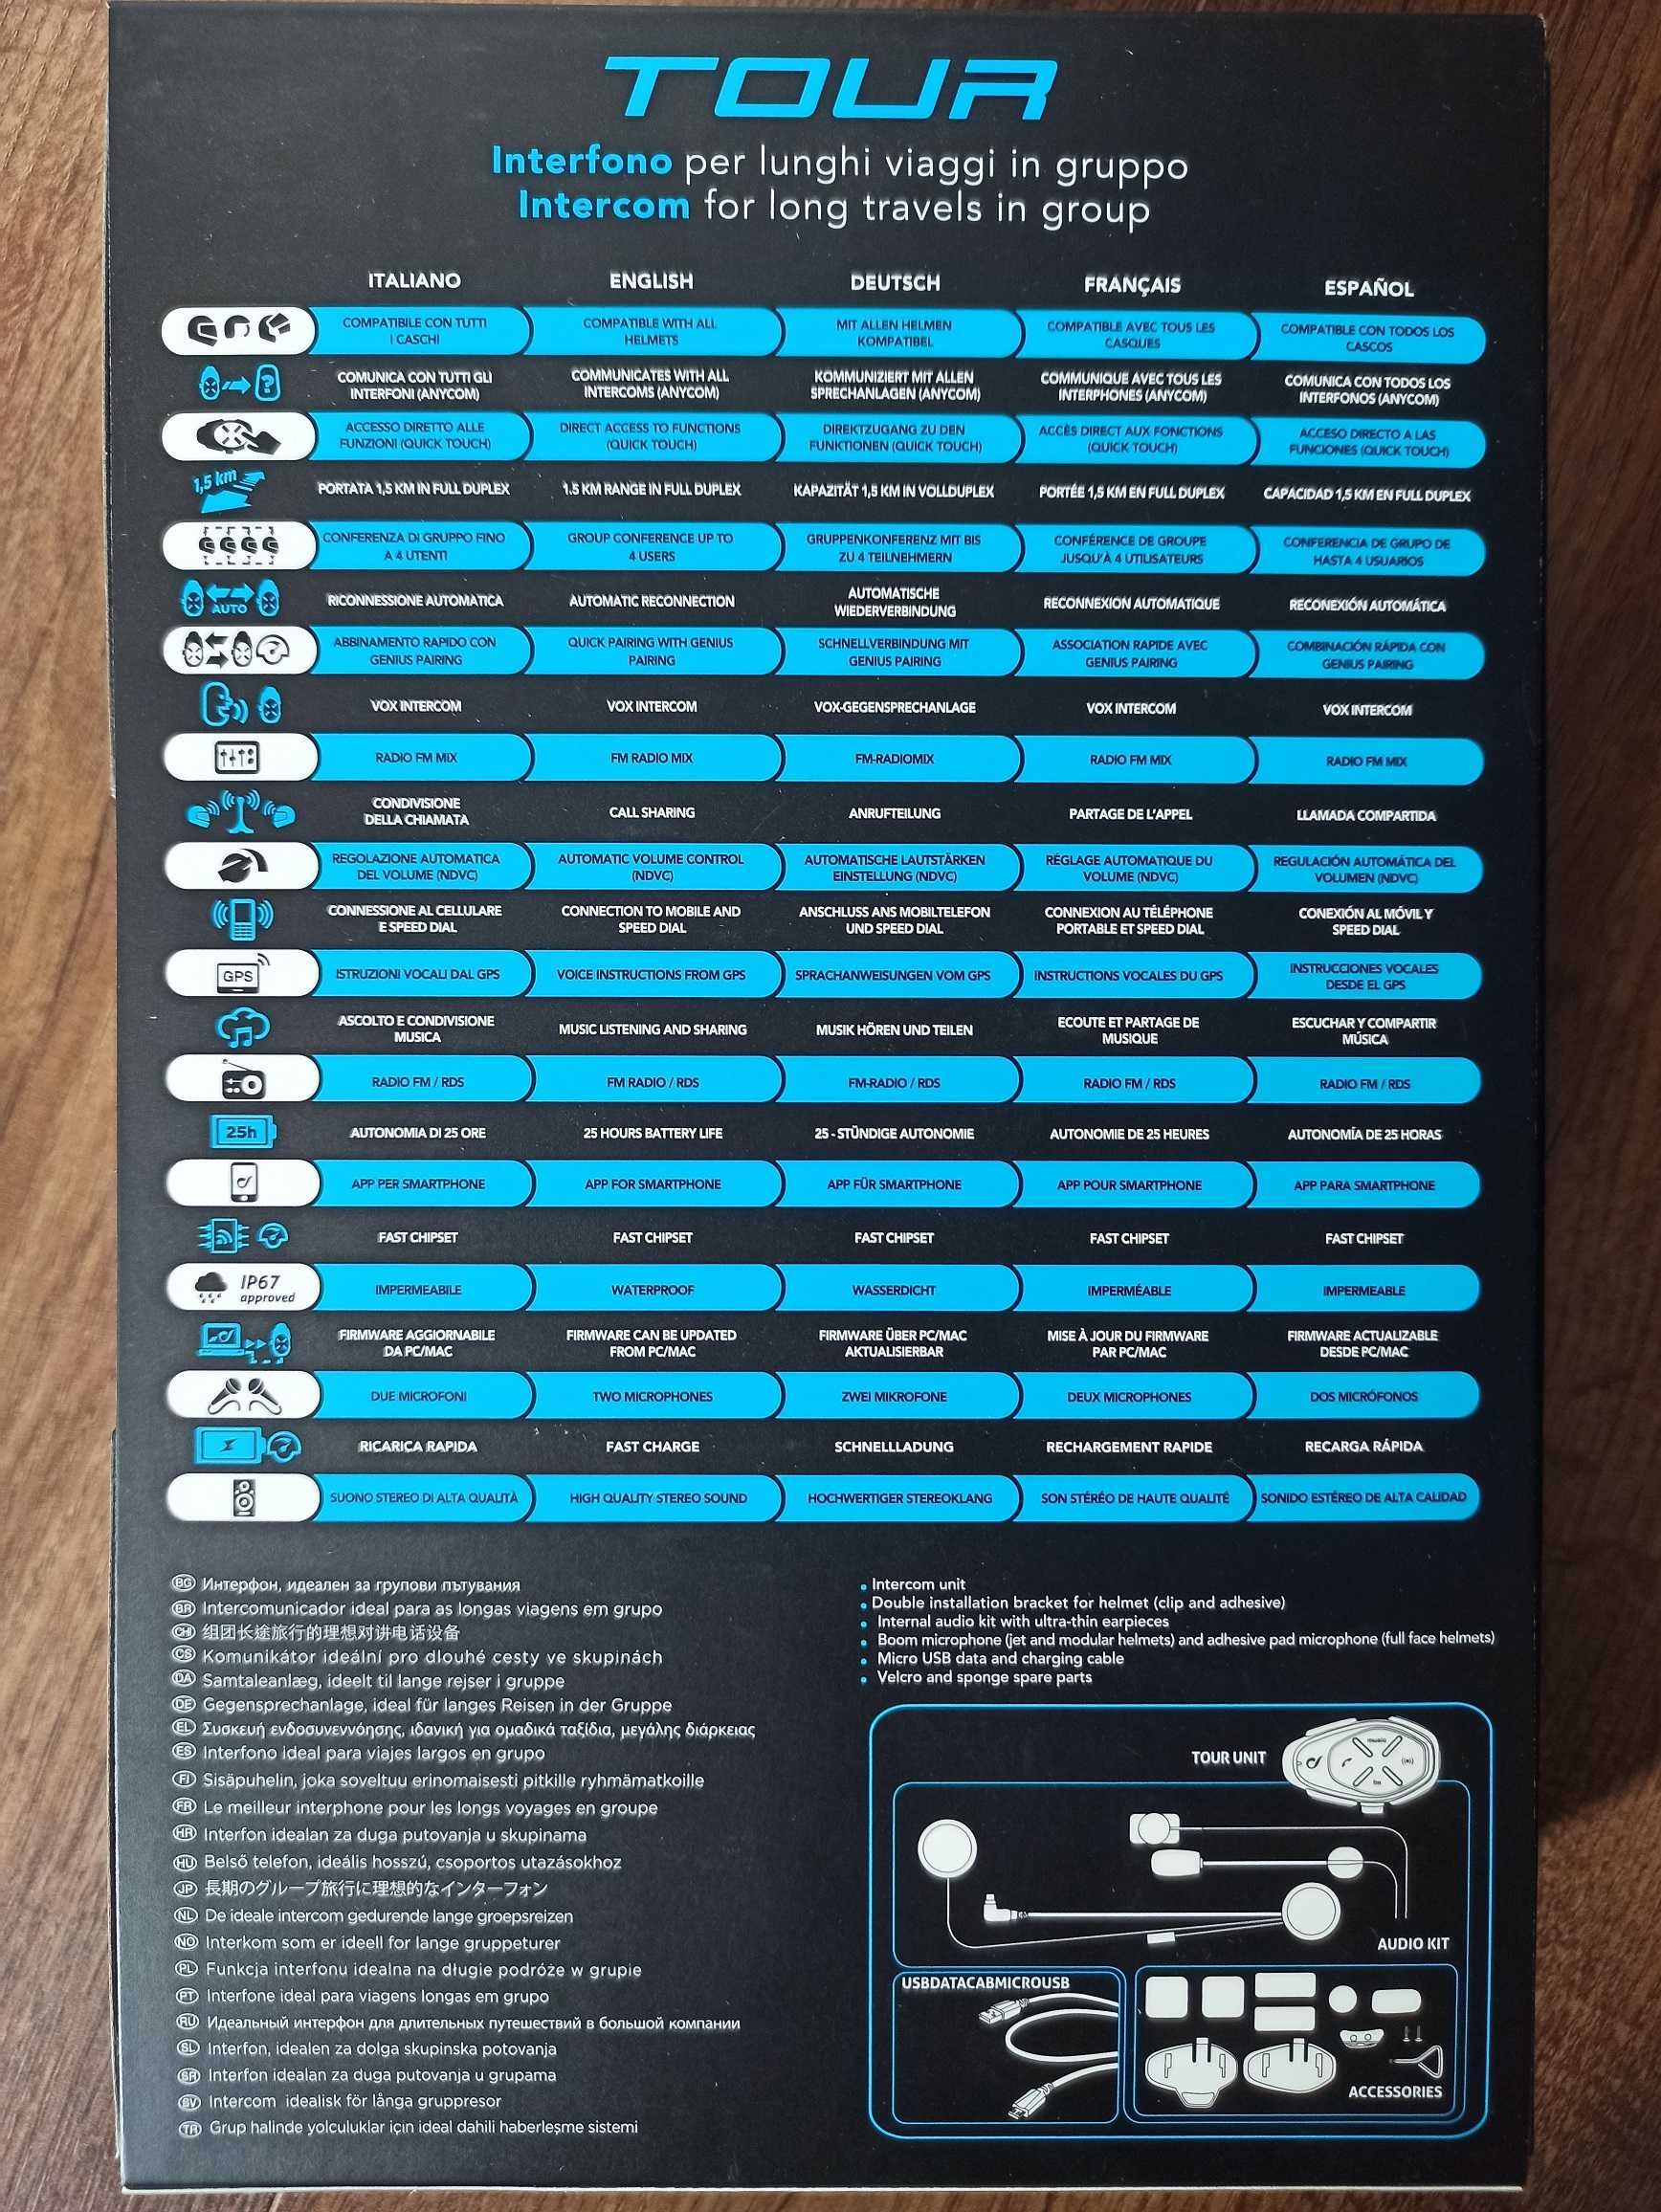 TOUR
Interfono per lunghi viaggi in gruppo
Intercom for long travels in group
ITALIANO ENGLISH DEUTSCH FRANÇAIS ESPAÑOL
COMPATIBILE CON TUTTI I CASCHI COMPATIBLE WITH ALL HELMETS MIT ALLEN HELMEN KOMPATIBEL COMPATIBLE AVEC TOUS LES CASQUES COMPATIBLE CON TODOS LOS CASCOS
? COMUNICA CON TUTTI GLI INTERFONI (ANYCOM) COMMUNICATES WITH ALL INTERCOMS (ANYCOM) KOMMUNIZIERT MIT ALLEN SPRECHANLAGEN (ANYCOM) COMMUNIQUE AVEC TOUS LES INTERPHONES (ANYCOM) COMUNICA CON TODOS LOS INTERFONOS (ANYCOM)
ACCESSO DIRETTO ALLE FUNZIONI (QUICK TOUCH) DIRECT ACCESS TO FUNCTIONS (QUICK TOUCH) DIREKTZUGANG ZU DEN FUNKTIONEN (QUICK TOUCH) ACCÈS DIRECT AUX FONCTIONS (QUICK TOUCH) ACCESO DIRECTO A LAS FUNCIONES (QUICK TOUCH)
1,5 km PORTATA 1,5 KM IN FULL DUPLEX 1.5 KM RANGE IN FULL DUPLEX KAPAZITÄT 1,5 KM IN VOLLDUPLEX PORTÉE 1,5 KM EN FULL DUPLEX CAPACIDAD 1,5 KM EN FULL DUPLEX
CONFERENZA DI GRUPPO FINO A 4 UTENTI GROUP CONFERENCE UP TO 4 USERS GRUPPENKONFERENZ MIT BIS ZU 4 TEILNEHMERN CONFÉRENCE DE GROUPE JUSQU'À 4 UTILISATEURS CONFERENCIA DE GRUPO DE HASTA 4 USUARIOS
AUTO RICONNESSIONE AUTOMATICA AUTOMATIC RECONNECTION AUTOMATISCHE WIEDERVERBINDUNG RECONNEXION AUTOMATIQUE RECONEXIÓN AUTOMÁTICA
ABBINAMENTO RAPIDO CON GENIUS PAIRING QUICK PAIRING WITH GENIUS PAIRING SCHNELLVERBINDUNG MIT GENIUS PAIRING ASSOCIATION RAPIDE AVEC GENIUS PAIRING COMBINACIÓN RÁPIDA CON GENIUS PAIRING
VOX INTERCOM VOX INTERCOM VOX-GEGENSPRECHANLAGE VOX INTERCOM VOX INTERCOM
RADIO FM MIX FM RADIO MIX FM-RADIOMIX RADIO FM MIX RADIO FM MIX
CONDIVISIONE DELLA CHIAMATA CALL SHARING ANRUFTEILUNG PARTAGE DE L'APPEL LLAMADA COMPARTIDA
REGOLAZIONE AUTOMATICA DEL VOLUME (NDVC) AUTOMATIC VOLUME CONTROL (NDVC) AUTOMATISCHE LAUTSTÄRKEN EINSTELLUNG (NDVC) RÉGLAGE AUTOMATIQUE DU VOLUME (NDVC) REGULACIÓN AUTOMÁTICA DEL VOLUMEN (NDVC)
CONNESSIONE AL CELLULARE E SPEED DIAL CONNECTION TO MOBILE AND SPEED DIAL ANSCHLUSS ANS MOBILTELEFON UND SPEED DIAL CONNEXION AU TÉLÉPHONE PORTABLE ET SPEED DIAL CONEXIÓN AL MÓVIL Y SPEED DIAL
GPS ISTRUZIONI VOCALI DAL GPS VOICE INSTRUCTIONS FROM GPS SPRACHANWEISUNGEN VOM GPS INSTRUCTIONS VOCALES DU GPS INSTRUCCIONES VOCALES DESDE EL GPS
ASCOLTO E CONDIVISIONE MUSICA MUSIC LISTENING AND SHARING MUSIK HÖREN UND TEILEN ECOUTE ET PARTAGE DE MUSIQUE ESCUCHAR Y COMPARTIR MÚSICA
RADIO FM / RDS FM RADIO / RDS FM-RADIO / RDS RADIO FM / RDS RADIO FM / RDS
25h AUTONOMIA DI 25 ORE 25 HOURS BATTERY LIFE 25 - STÜNDIGE AUTONOMIE AUTONOMIE DE 25 HEURES AUTONOMÍA DE 25 HORAS
APP PER SMARTPHONE APP FOR SMARTPHONE APP FÜR SMARTPHONE APP POUR SMARTPHONE APP PARA SMARTPHONE
FAST CHIPSET FAST CHIPSET FAST CHIPSET FAST CHIPSET FAST CHIPSET
IP67 approved IMPERMEABILE WATERPROOF WASSERDICHT IMPERMÉABLE IMPERMEABLE
FIRMWARE AGGIORNABILE DA PC/MAC FIRMWARE CAN BE UPDATED FROM PC/MAC FIRMWARE ÜBER PC/MAC AKTUALISIERBAR MISE À JOUR DU FIRMWARE PAR PC/MAC FIRMWARE ACTUALIZABLE DESDE PC/MAC
DUE MICROFONI TWO MICROPHONES ZWEI MIKROFONE DEUX MICROPHONES DOS MICRÓFONOS
RICARICA RAPIDA FAST CHARGE SCHNELLLADUNG RECHARGEMENT RAPIDE RECARGA RÁPIDA
SUONO STEREO DI ALTA QUALITÀ HIGH QUALITY STEREO SOUND HOCHWERTIGER STEREOKLANG SON STÉRÉO DE HAUTE QUALITÉ SONIDO ESTÉREO DE ALTA CALIDAD
BG Интерфон, идеален за групови пътувания
BR Intercomunicador ideal para as longas viagens em grupo
CH 组团长途旅行的理想对讲电话设备
CS Komunikátor ideální pro dlouhé cesty ve skupinách
DA Samtaleanlæg, ideelt til lange rejser i gruppe
DE Gegensprechanlage, ideal für langes Reisen in der Gruppe
EL Συσκευή ενδοσυνεννόησης, ιδανική για ομαδικά ταξίδια, μεγάλης διάρκειας
ES Interfono ideal para viajes largos en grupo
FI Sisäpuhelin, joka soveltuu erinomaisesti pitkille ryhmämatkoille
FR Le meilleur interphone pour les longs voyages en groupe
HR Interfon idealan za duga putovanja u skupinama
HU Belső telefon, ideális hosszú, csoportos utazásokhoz
JP 長期のグループ旅行に理想的なインターフォン
NL De ideale intercom gedurende lange groepsreizen
NO Interkom som er ideell for lange gruppeturer
PL Funkcja interfonu idealna na długie podróże w grupie
PT Interfone ideal para viagens longas em grupo
RU Идеальный интерфон для длительных путешествий в большой компании
SL Interfon, idealen za dolga skupinska potovanja
SR Interfon idealan za duga putovanja u grupama
SV Intercom idealisk för långa gruppresor
TR Grup halinde yolculuklar için ideal dahili haberleşme sistemi
• Intercom unit
• Double installation bracket for helmet (clip and adhesive)
• Internal audio kit with ultra-thin earpieces
• Boom microphone (jet and modular helmets) and adhesive pad microphone (full face helmets)
• Micro USB data and charging cable
• Velcro and sponge spare parts
TOUR UNIT
AUDIO KIT
USBDATACABMICROUSB
ACCESSORIES